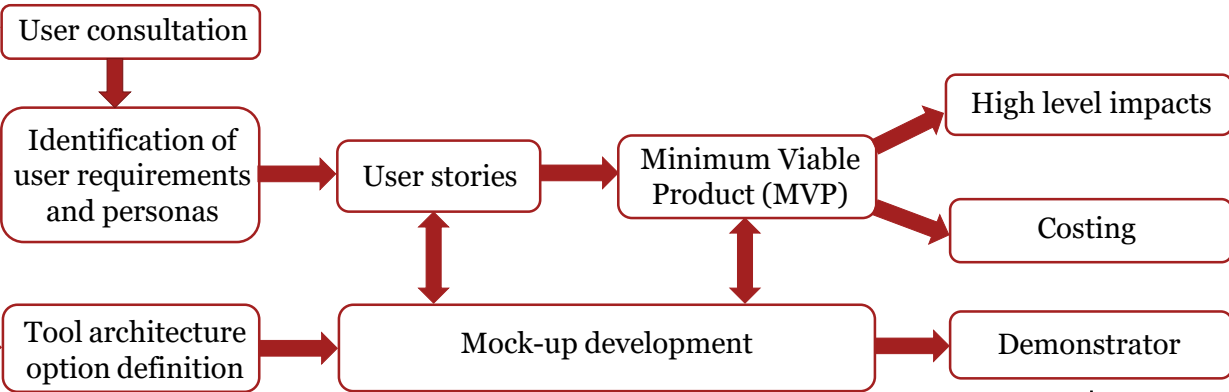 User consultation
Identification of
user requirements
and personas
User stories
Minimum Viable
Product (MVP)
High level impacts
Costing
Tool architecture
option definition
Mock-up development
Demonstrator